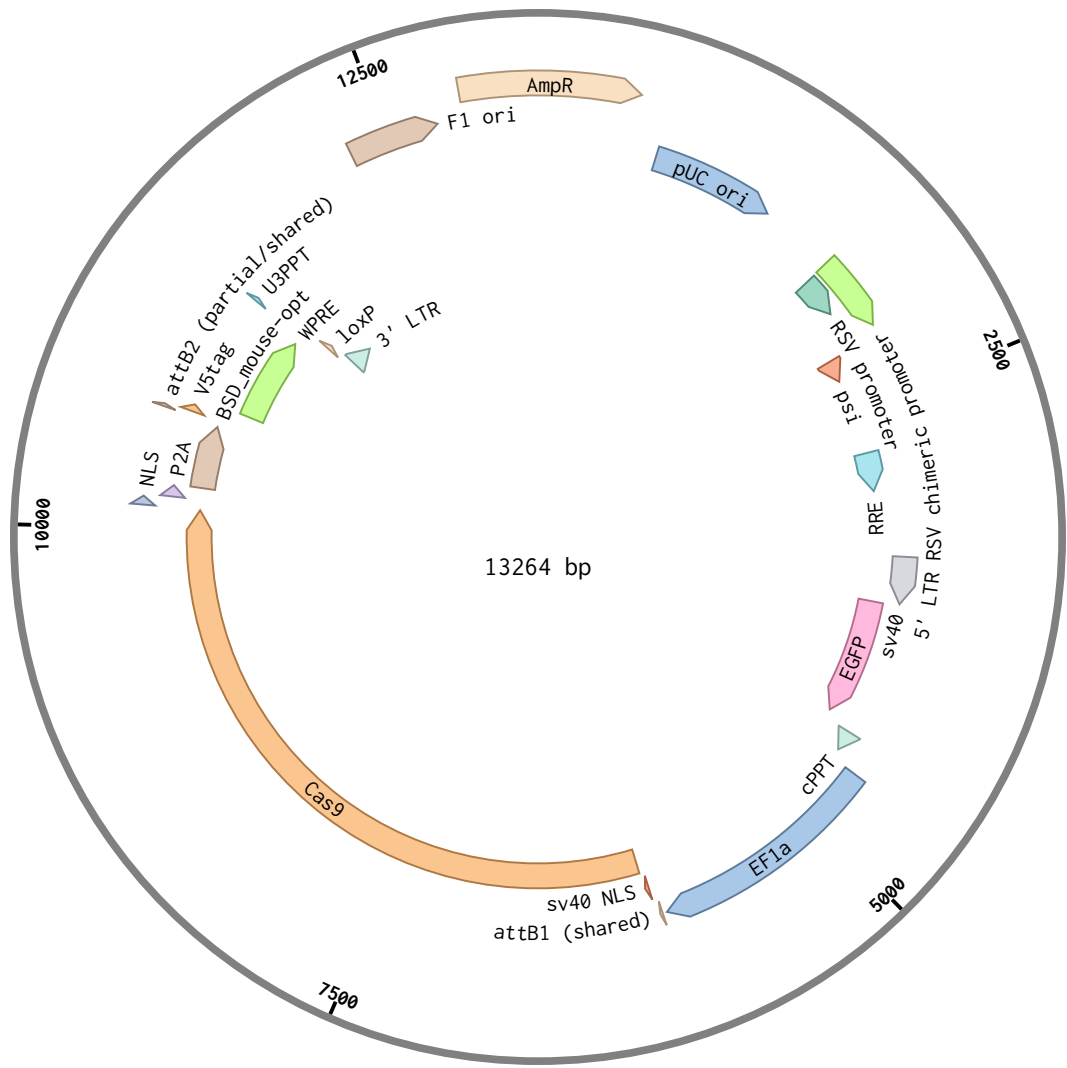 12500
AmpR
F1 ori
pUC ori
attB2 (partial/shared)
U3PPT
BSD_mouse-opt
WPRE
loxP
3' LTR
V5tag
2500
RSV promoter
5' LTR RSV chimeric promoter
psi
P2A
NLS
RRE
10000
13264 bp
sv40
EGFP
cPPT
Cas9
EF1a
sv40 NLS
attB1 (shared)
5000
7500